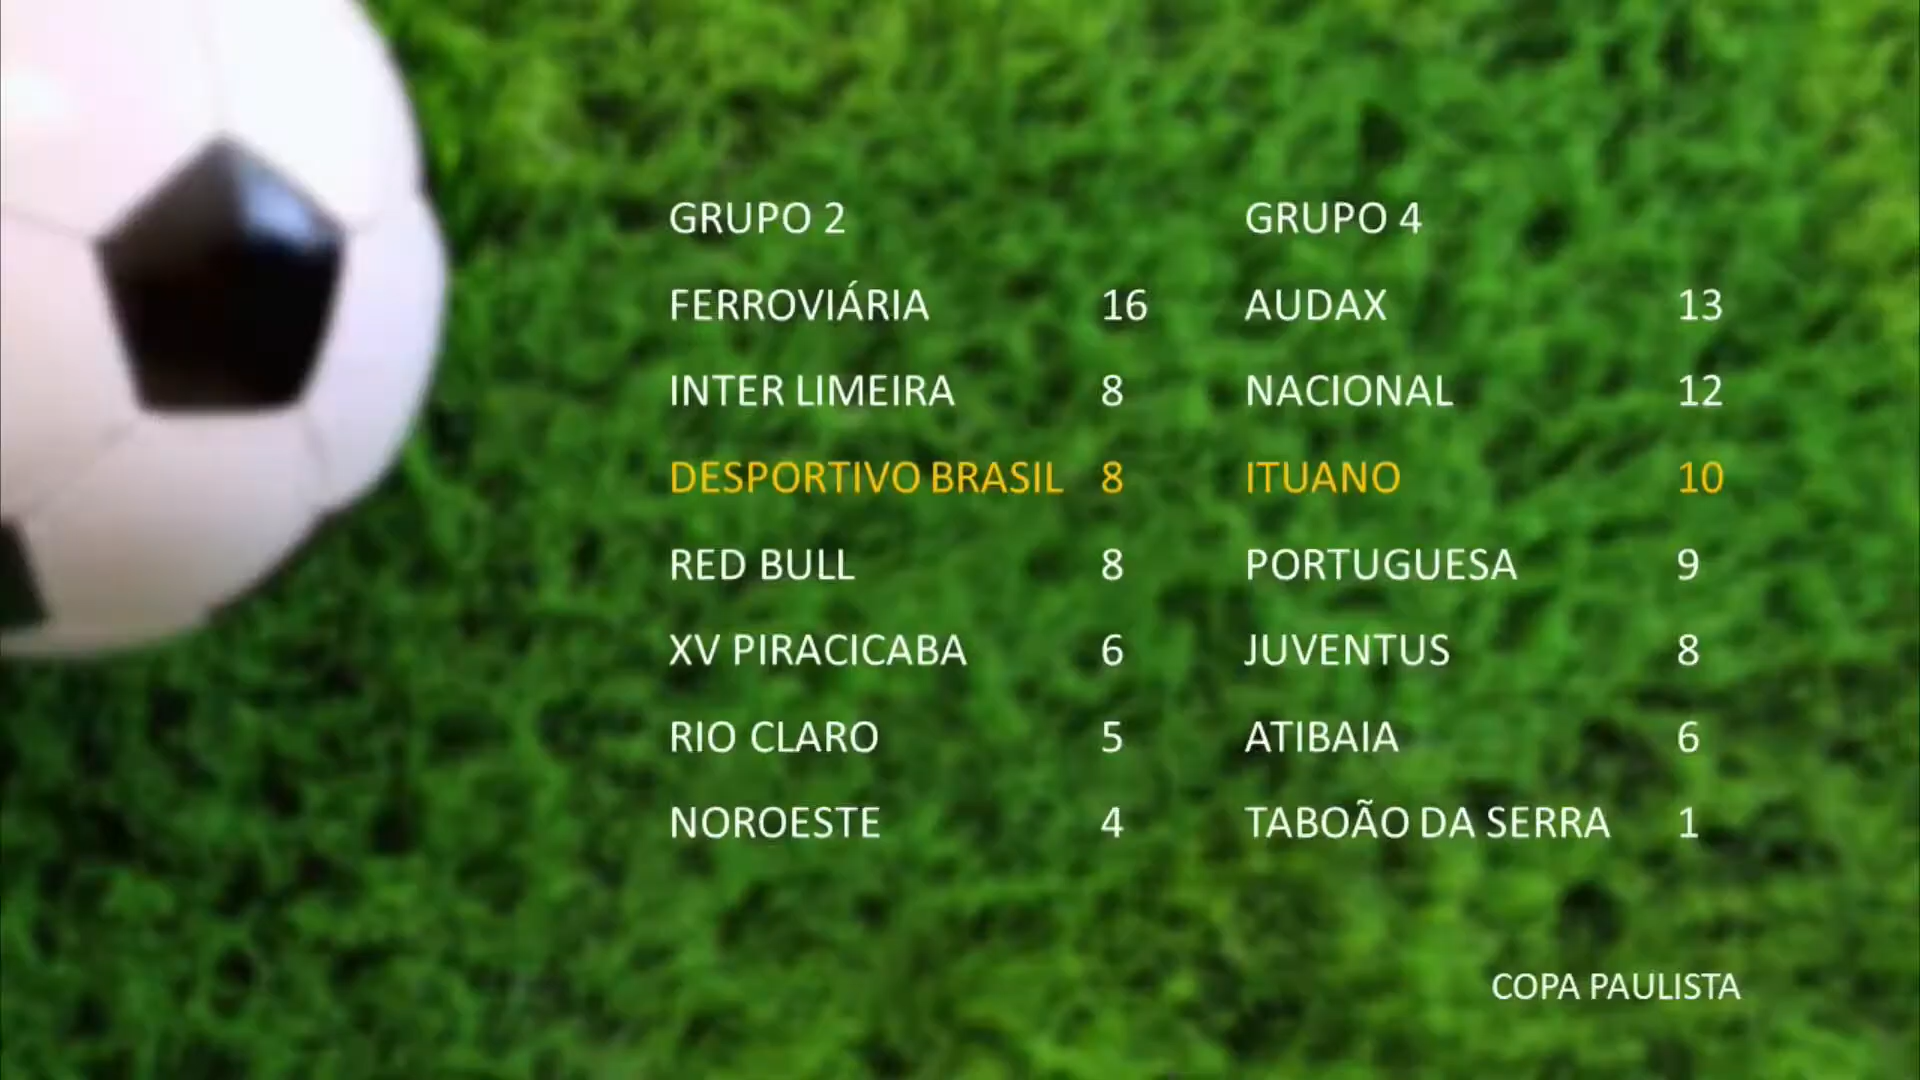 GRUPO 2
FERROVIÁRIA 16
INTER LIMEIRA 8
DESPORTIVO BRASIL 8
RED BULL 8
XV PIRACICABA 6
RIO CLARO 5
NOROESTE 4
GRUPO 4
AUDAX 13
NACIONAL 12
ITUANO 10
PORTUGUESA 9
JUVENTUS 8
ATIBAIA 6
TABOÃO DA SERRA 1
COPA PAULISTA